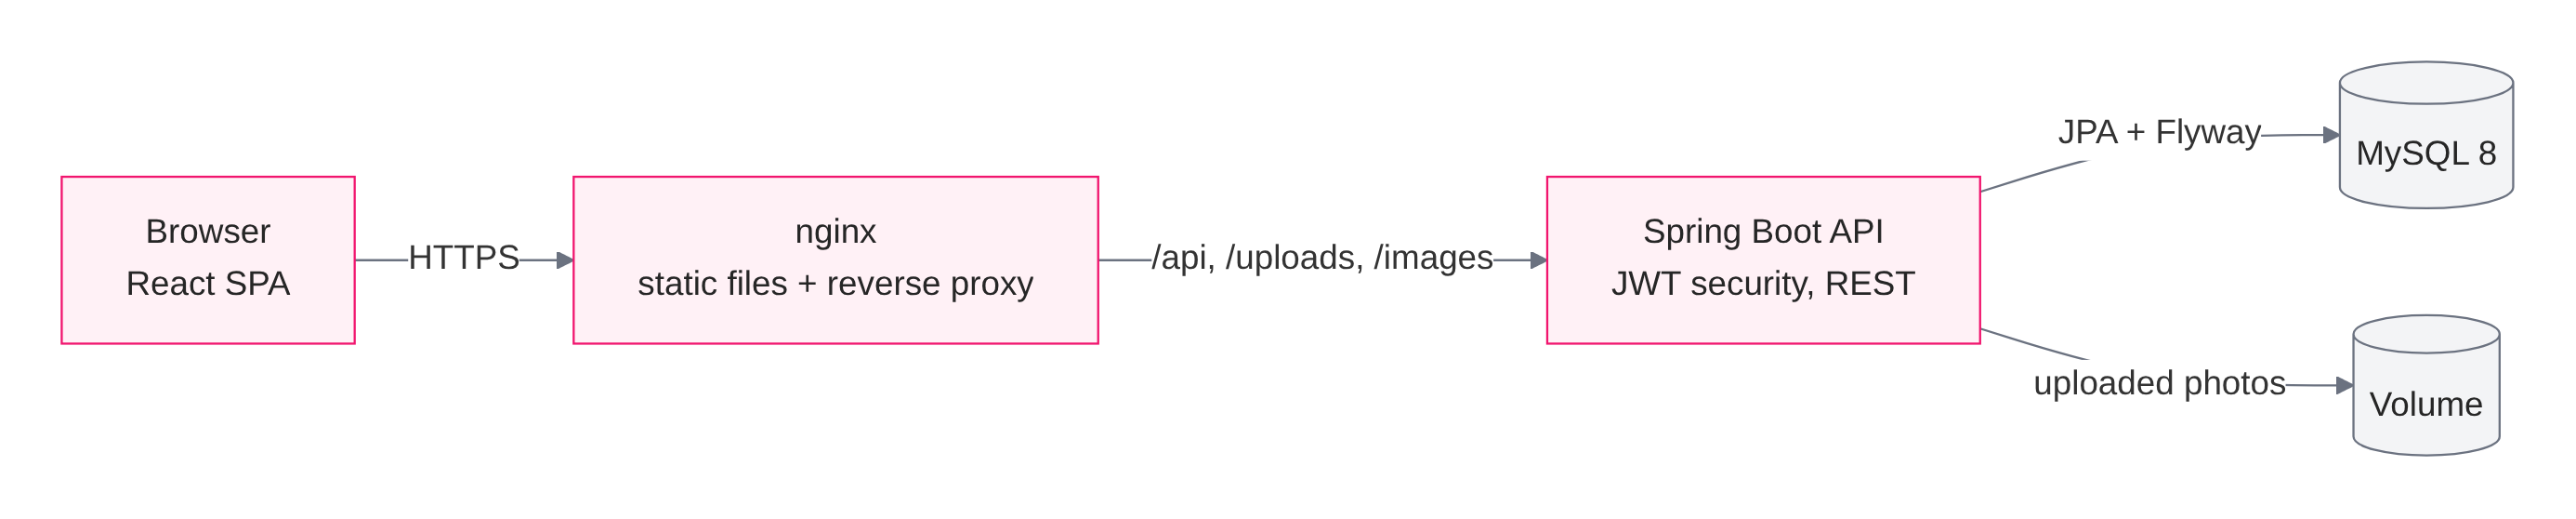 Browser
React SPA
HTTPS
nginx
static files + reverse proxy
/api, /uploads, /images
Spring Boot API
JWT security, REST
JPA + Flyway
MySQL 8
uploaded photos
Volume